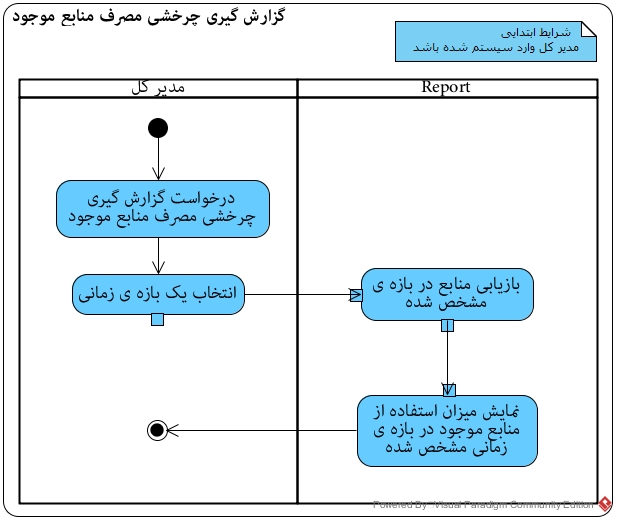 گزارش گیری چرخشی مصرف منابع موجود
شرایط ابتدایی
مدیر کل وارد سیستم شده باشد
مدیر کل
Report
درخواست گزارش گیری
چرخشی مصرف منابع موجود
انتخاب یک بازه ی زمانی
بازیابی منابع در بازه ی
مشخص شده
نمایش میزان استفاده از
منابع موجود در بازه ی
زمانی مشخص شده
Powered By Visual Paradigm Community Edition